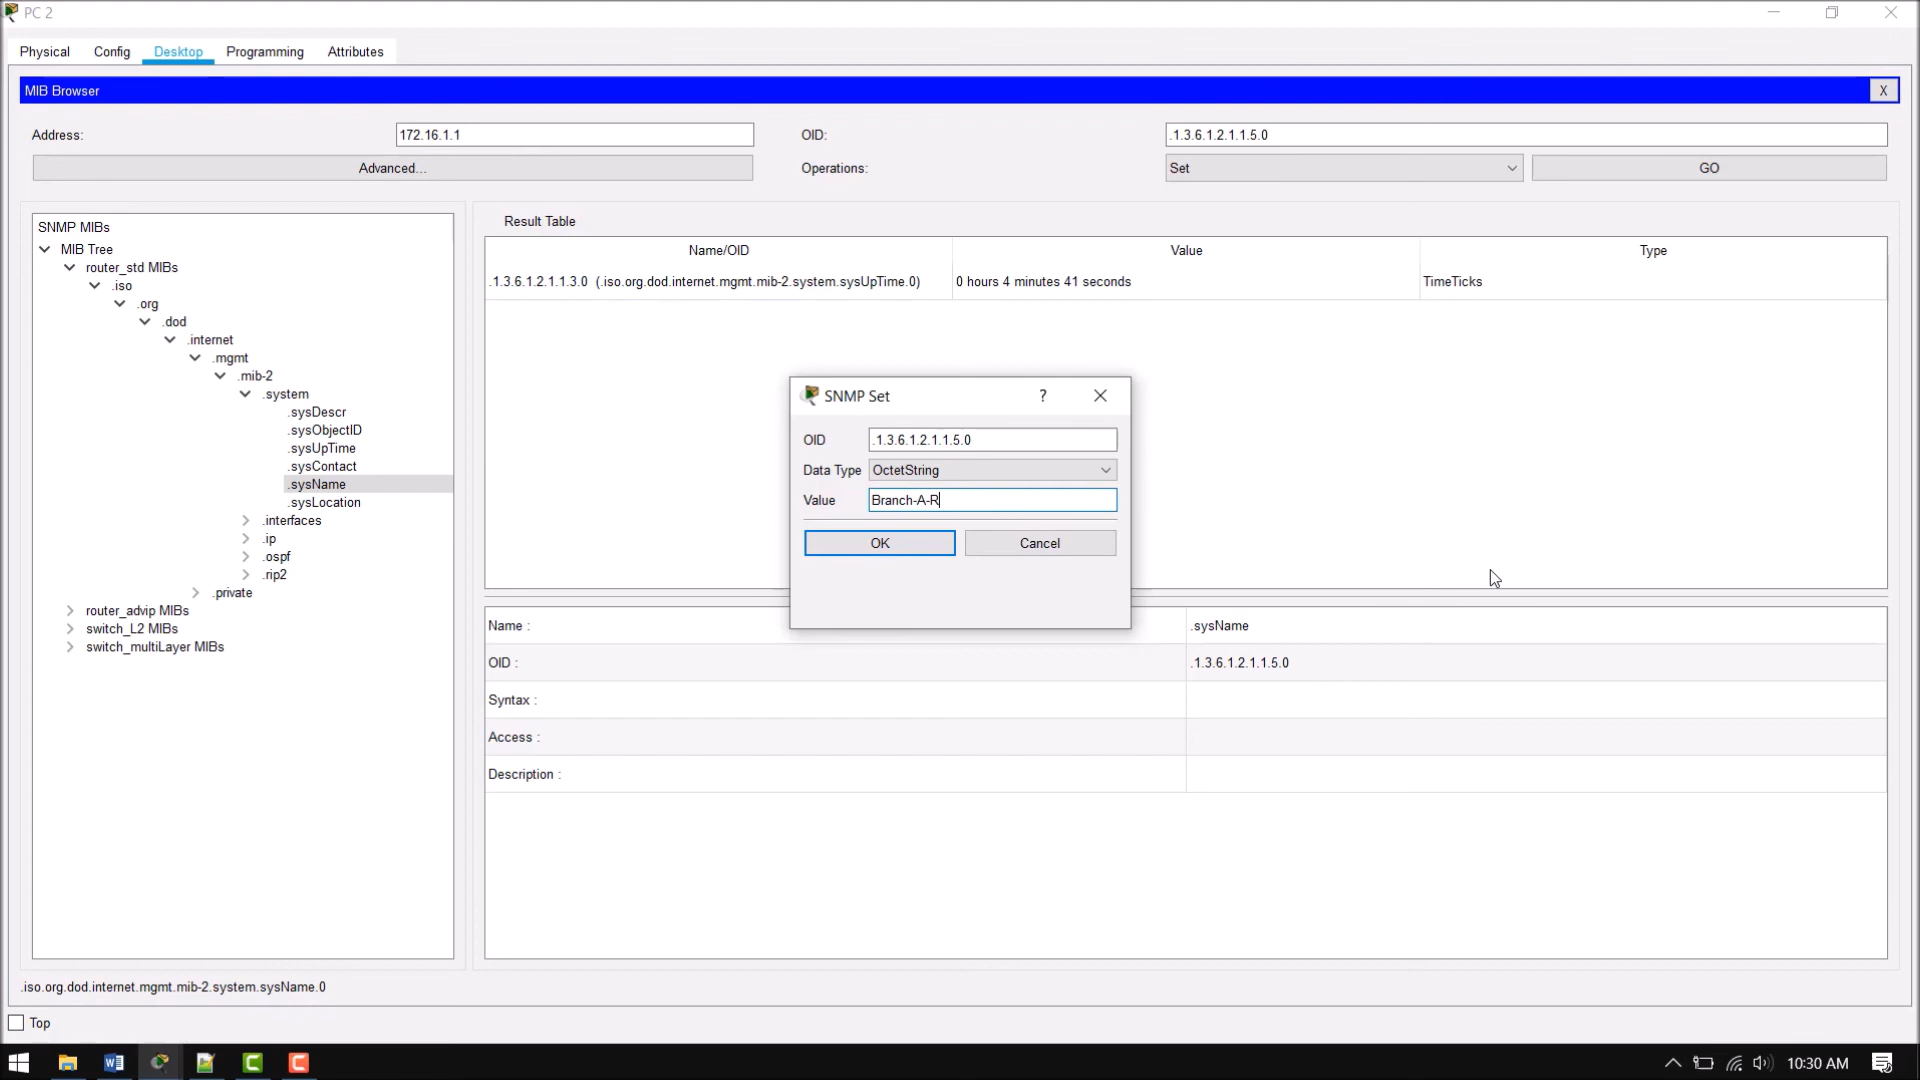 PC 2
Physical Config Desktop Programming Attributes
MIB Browser X
Address: 172.16.1.1 OID: .1.3.6.1.2.1.1.5.0
Advanced... Operations: Set GO
SNMP MIBs
MIB Tree
router_std MIBs
.iso
.org
.dod
.internet
.mgmt
.mib-2
.system
.sysDescr
.sysObjectID
.sysUpTime
.sysContact
.sysName
.sysLocation
.interfaces
.ip
.ospf
.rip2
.private
router_advip MIBs
switch_L2 MIBs
switch_multiLayer MIBs
Result Table
Name/OID Value Type
.1.3.6.1.2.1.1.3.0 (.iso.org.dod.internet.mgmt.mib-2.system.sysUpTime.0) 0 hours 4 minutes 41 seconds TimeTicks
SNMP Set ?
OID .1.3.6.1.2.1.1.5.0
Data Type OctetString
Value Branch-A-R
OK Cancel
Name : .sysName
OID : .1.3.6.1.2.1.1.5.0
Syntax :
Access :
Description :
.iso.org.dod.internet.mgmt.mib-2.system.sysName.0
Top
10:30 AM